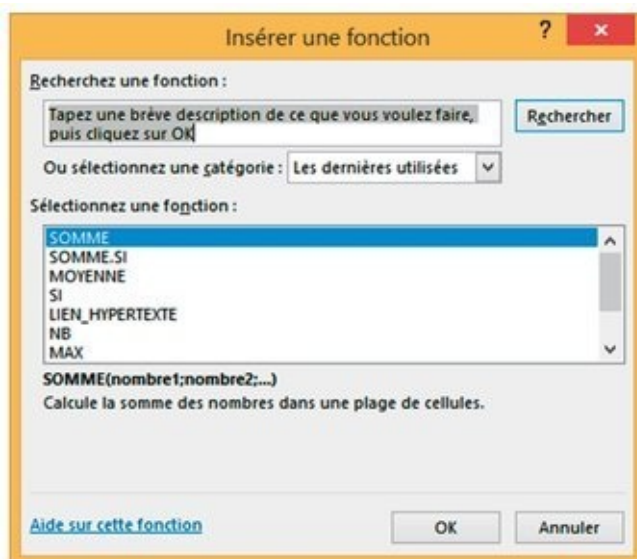 Insérer une fonction
?
Recherchez une fonction :
Tapez une brève description de ce que vous voulez faire,
puis cliquez sur OK
Rechercher
Ou sélectionnez une catégorie : Les dernières utilisées
Sélectionnez une fonction :
SOMME
SOMME.SI
MOYENNE
SI
LIEN_HYPERTEXTE
NB
MAX
SOMME(nombre1;nombre2;...)
Calcule la somme des nombres dans une plage de cellules.
Aide sur cette fonction
OK
Annuler